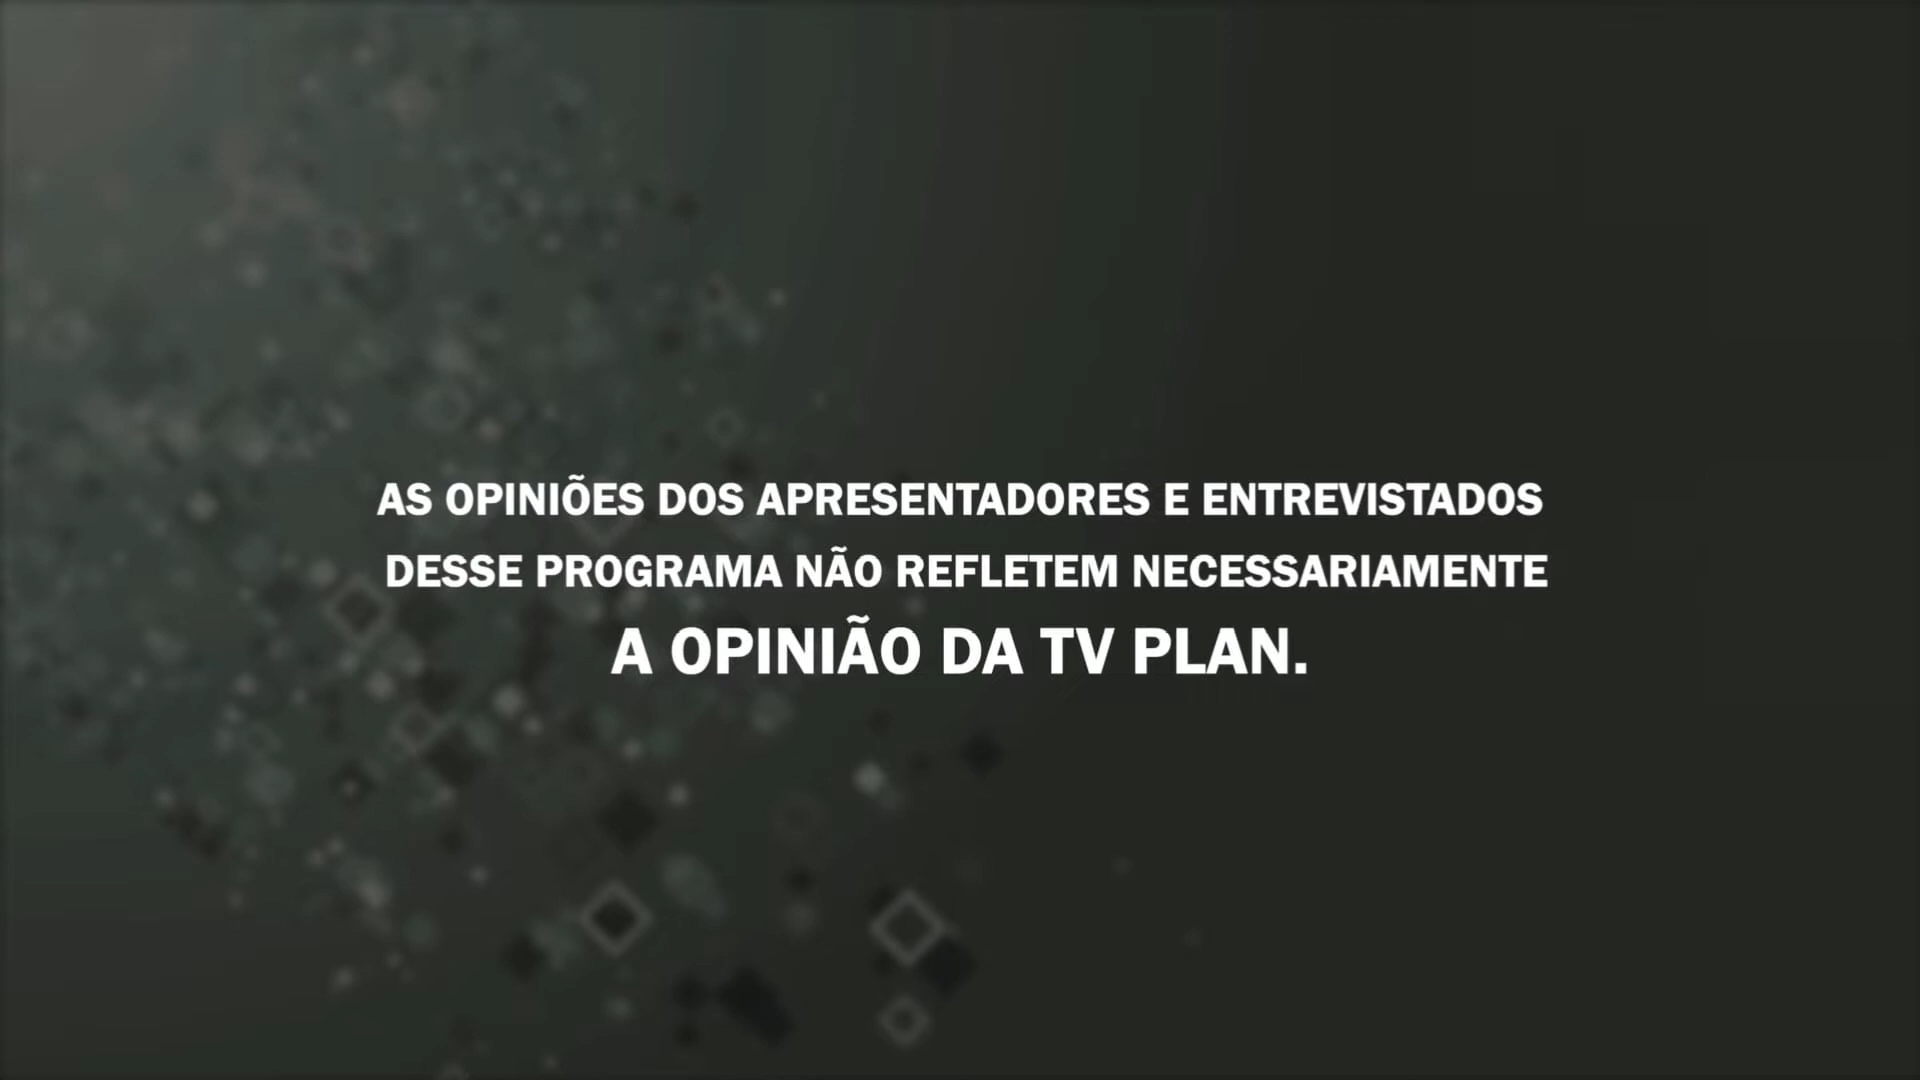 AS OPINIÕES DOS APRESENTADORES E ENTREVISTADOS
DESSE PROGRAMA NÃO REFLETEM NECESSARIAMENTE
A OPINIÃO DA TV PLAN.